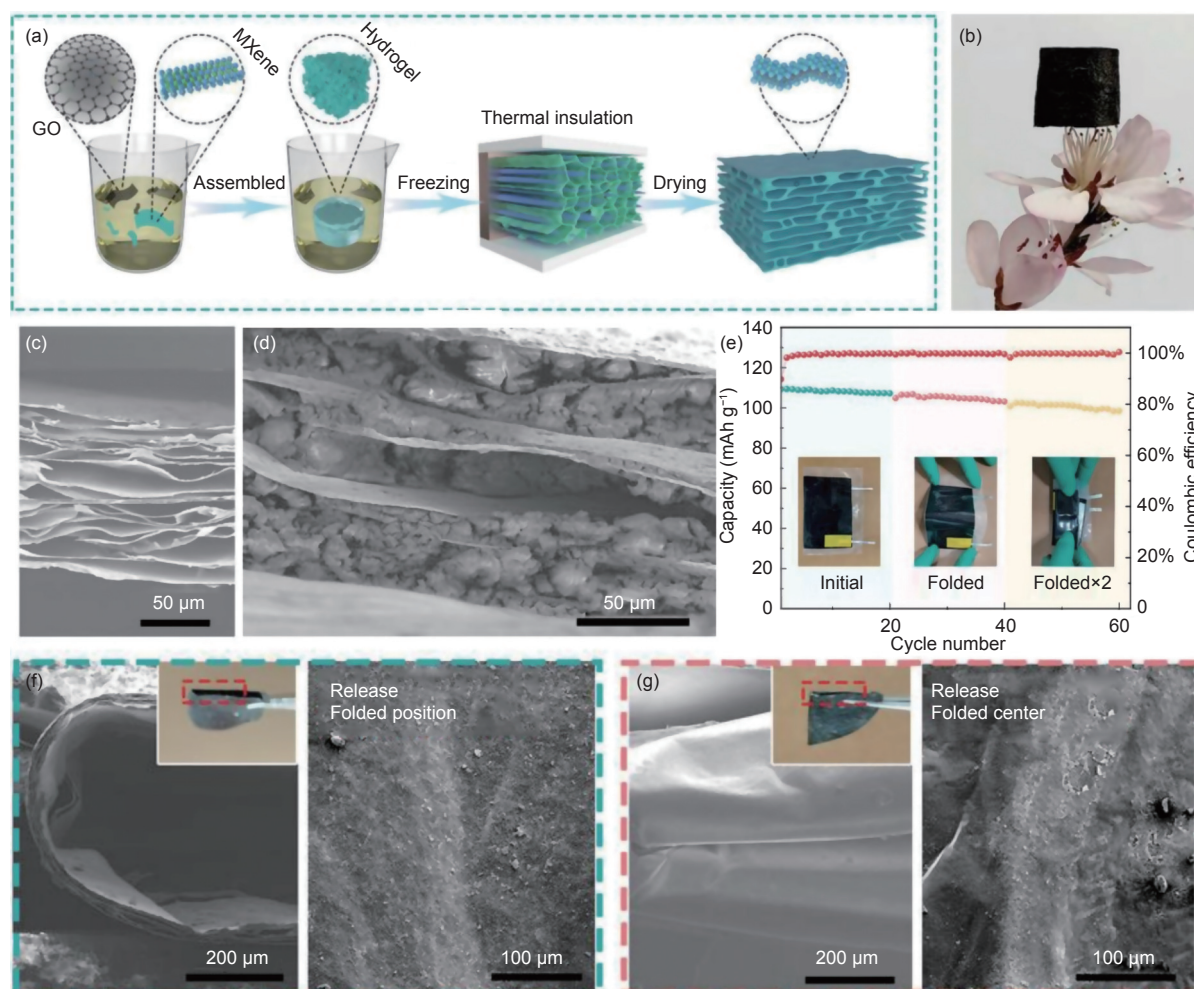 (a)
MXene
Hydrogel
GO
Thermal insulation
Assembled
Freezing
Drying
(b)
(c)
50 μm
(d)
50 μm
(e)
140
120
100
80
60
40
20
0
Capacity (mAh g⁻¹)
100%
80%
60%
40%
20%
0
Coulombic efficiency
Initial
Folded
Folded×2
0
20
40
60
Cycle number
(f)
200 μm
Release
Folded position
100 μm
(g)
200 μm
Release
Folded center
100 μm